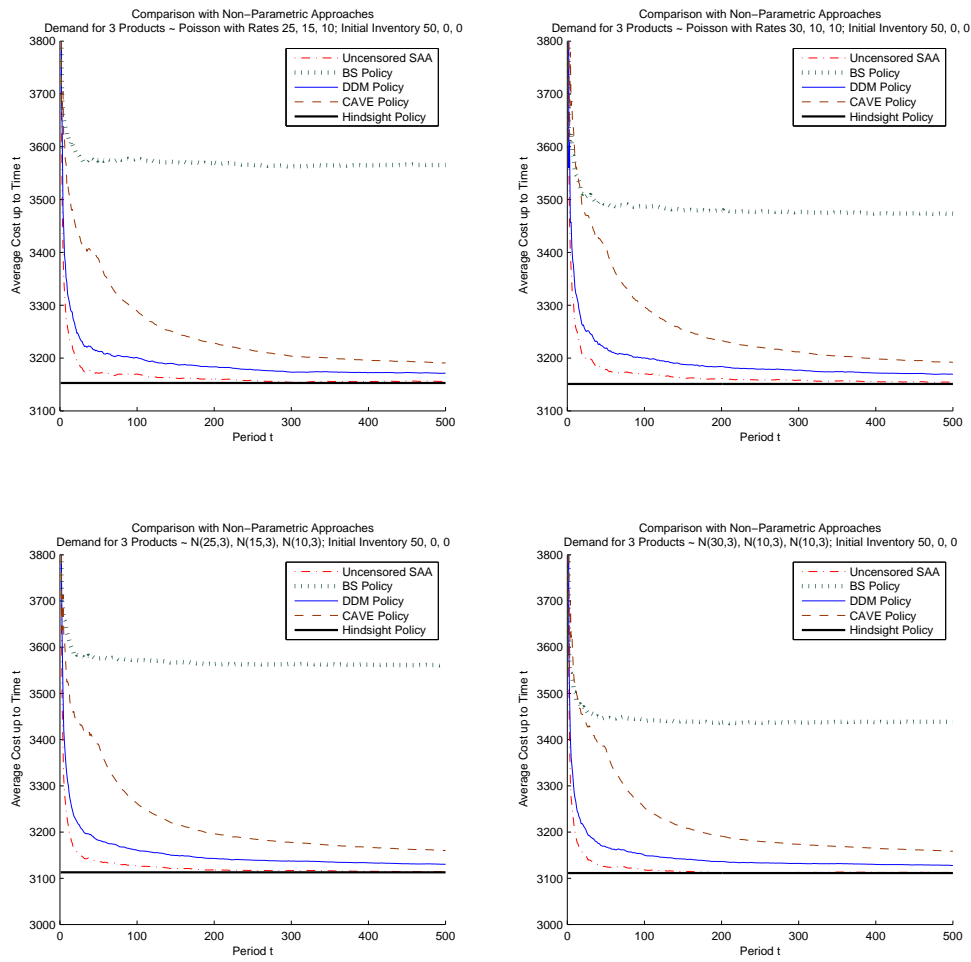 Comparison with Non−Parametric Approaches
Demand for 3 Products ~ Poisson with Rates 25, 15, 10; Initial Inventory 50, 0, 0
3800
3700
3600
3500
3400
3300
3200
3100
0
100
200
300
400
500
Average Cost up to Time t
Period t
Uncensored SAA
BS Policy
DDM Policy
CAVE Policy
Hindsight Policy
Comparison with Non−Parametric Approaches
Demand for 3 Products ~ Poisson with Rates 30, 10, 10; Initial Inventory 50, 0, 0
3800
3700
3600
3500
3400
3300
3200
3100
0
100
200
300
400
500
Average Cost up to Time t
Period t
Uncensored SAA
BS Policy
DDM Policy
CAVE Policy
Hindsight Policy
Comparison with Non−Parametric Approaches
Demand for 3 Products ~ N(25,3), N(15,3), N(10,3); Initial Inventory 50, 0, 0
3800
3700
3600
3500
3400
3300
3200
3100
3000
0
100
200
300
400
500
Average Cost up to Time t
Period t
Uncensored SAA
BS Policy
DDM Policy
CAVE Policy
Hindsight Policy
Comparison with Non−Parametric Approaches
Demand for 3 Products ~ N(30,3), N(10,3), N(10,3); Initial Inventory 50, 0, 0
3800
3700
3600
3500
3400
3300
3200
3100
3000
0
100
200
300
400
500
Average Cost up to Time t
Period t
Uncensored SAA
BS Policy
DDM Policy
CAVE Policy
Hindsight Policy